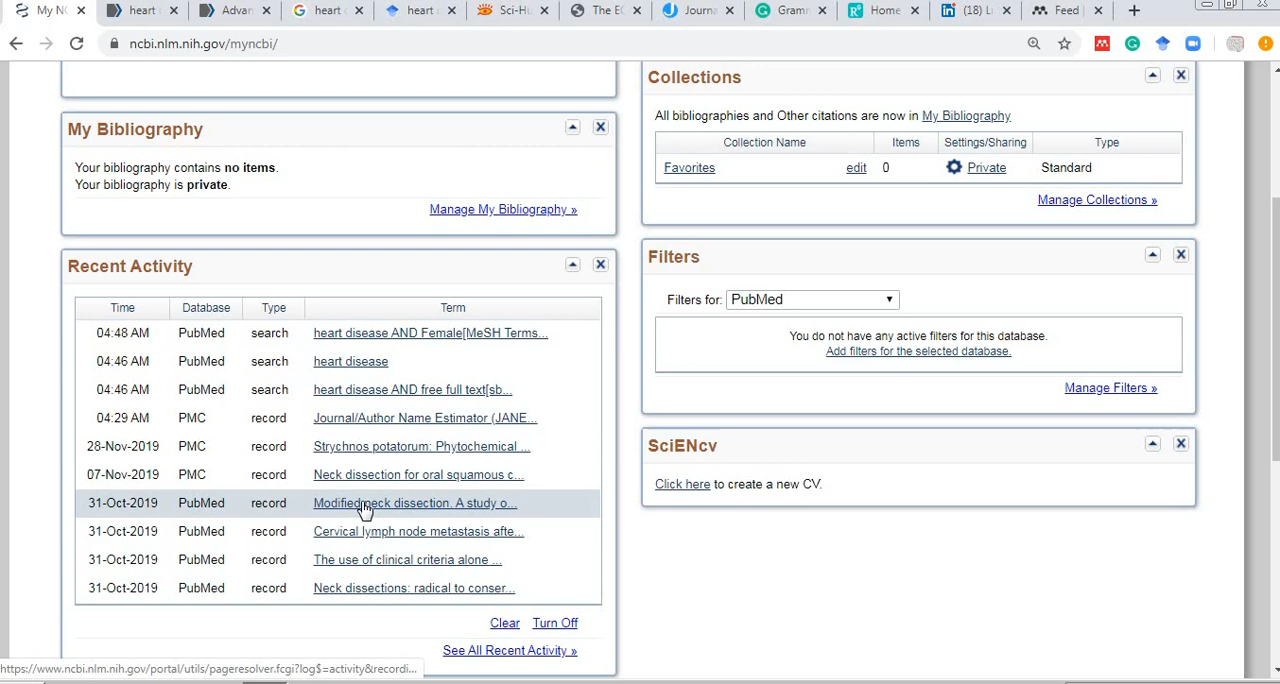 My NC
heart
Advan
heart
heart
Sci-Hu
The EC
Journa
Gramm
Home
(18) Li
Feed
ncbi.nlm.nih.gov/myncbi/
My Bibliography
Your bibliography contains no items.
Your bibliography is private.
Manage My Bibliography »
Recent Activity
Time Database Type Term
04:48 AM PubMed search heart disease AND Female[MeSH Terms...
04:46 AM PubMed search heart disease
04:46 AM PubMed search heart disease AND free full text[sb...
04:29 AM PMC record Journal/Author Name Estimator (JANE...
28-Nov-2019 PMC record Strychnos potatorum: Phytochemical ...
07-Nov-2019 PMC record Neck dissection for oral squamous c...
31-Oct-2019 PubMed record Modified neck dissection. A study o...
31-Oct-2019 PubMed record Cervical lymph node metastasis afte...
31-Oct-2019 PubMed record The use of clinical criteria alone ...
31-Oct-2019 PubMed record Neck dissections: radical to conser...
Clear Turn Off
See All Recent Activity »
https://www.ncbi.nlm.nih.gov/portal/utils/pageresolver.fcgi?log$=activity&recordi...
Collections
All bibliographies and Other citations are now in My Bibliography
Collection Name Items Settings/Sharing Type
Favorites edit 0 Private Standard
Manage Collections »
Filters
Filters for: PubMed
You do not have any active filters for this database.
Add filters for the selected database.
Manage Filters »
SciENcv
Click here to create a new CV.